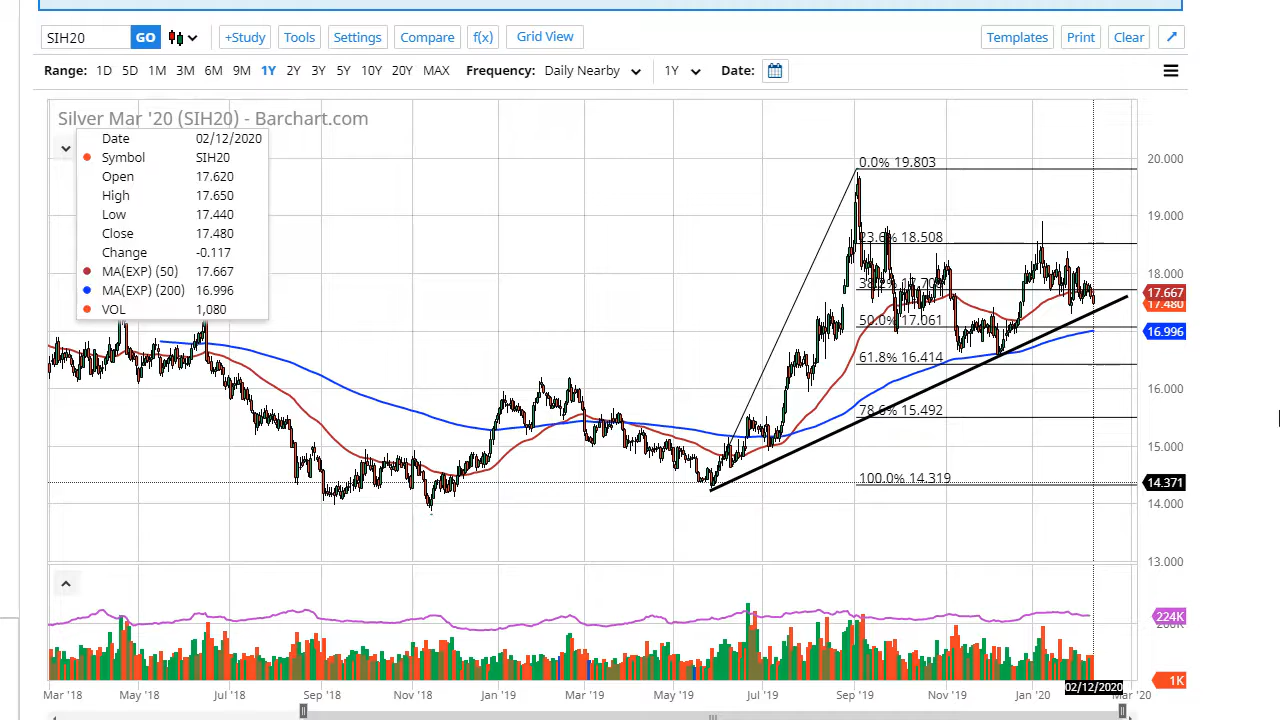 SIH20 GO +Study Tools Settings Compare f(x) Grid View Templates Print Clear
Range: 1D 5D 1M 3M 6M 9M 1Y 2Y 3Y 5Y 10Y 20Y MAX Frequency: Daily Nearby 1Y Date:
Silver Mar '20 (SIH20) - Barchart.com
Date 02/12/2020
Symbol SIH20
Open 17.620
High 17.650
Low 17.440
Close 17.480
Change -0.117
MA(EXP) (50) 17.667
MA(EXP) (200) 16.996
VOL 1,080
0.0% 19.803
23.6% 18.508
50.0% 17.061
61.8% 16.414
78.6% 15.492
100.0% 14.319
20.000
19.000
18.000
17.667
17.480
16.996
16.000
15.000
14.371
14.000
13.000
224K
1K
Mar '18 May '18 Jul '18 Sep '18 Nov '18 Jan '19 Mar '19 May '19 Jul '19 Sep '19 Nov '19 Jan '20 02/12/2020 Mar '20